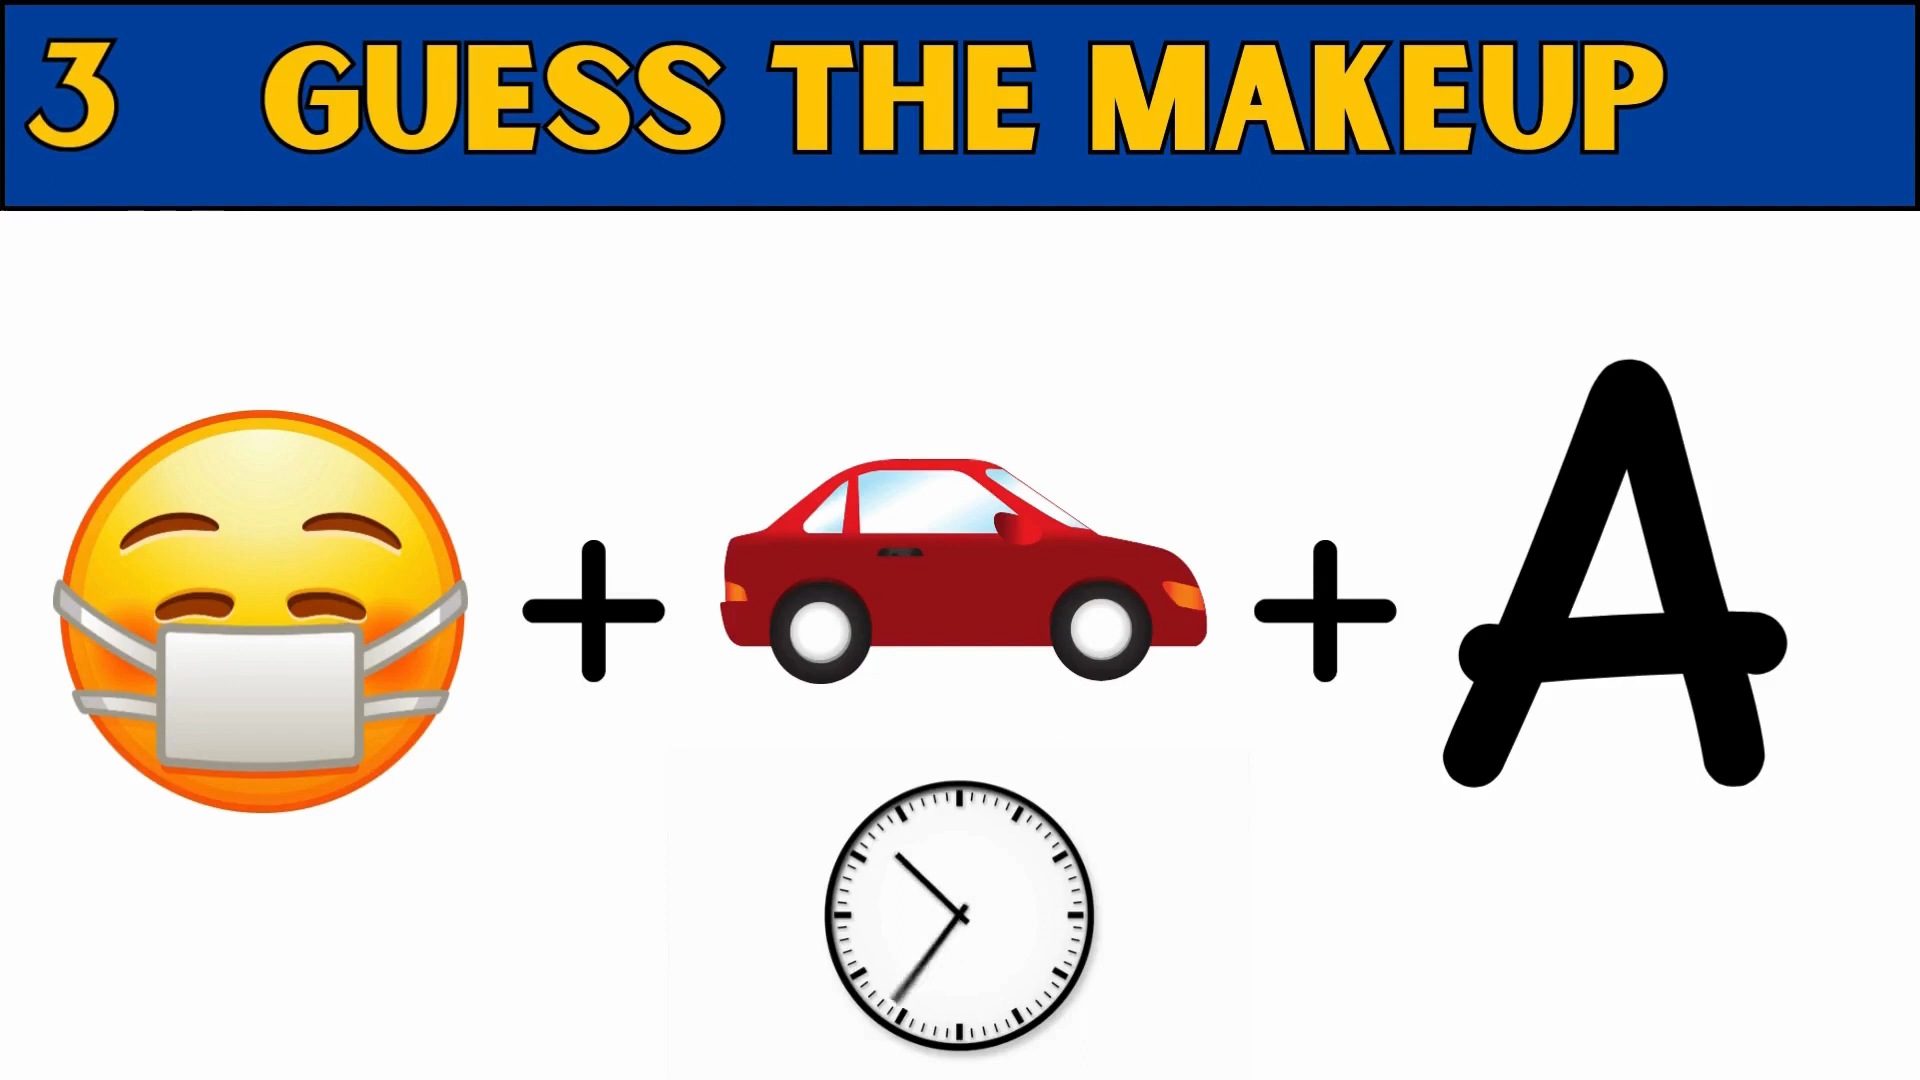 3 GUESS THE MAKEUP
+ + A